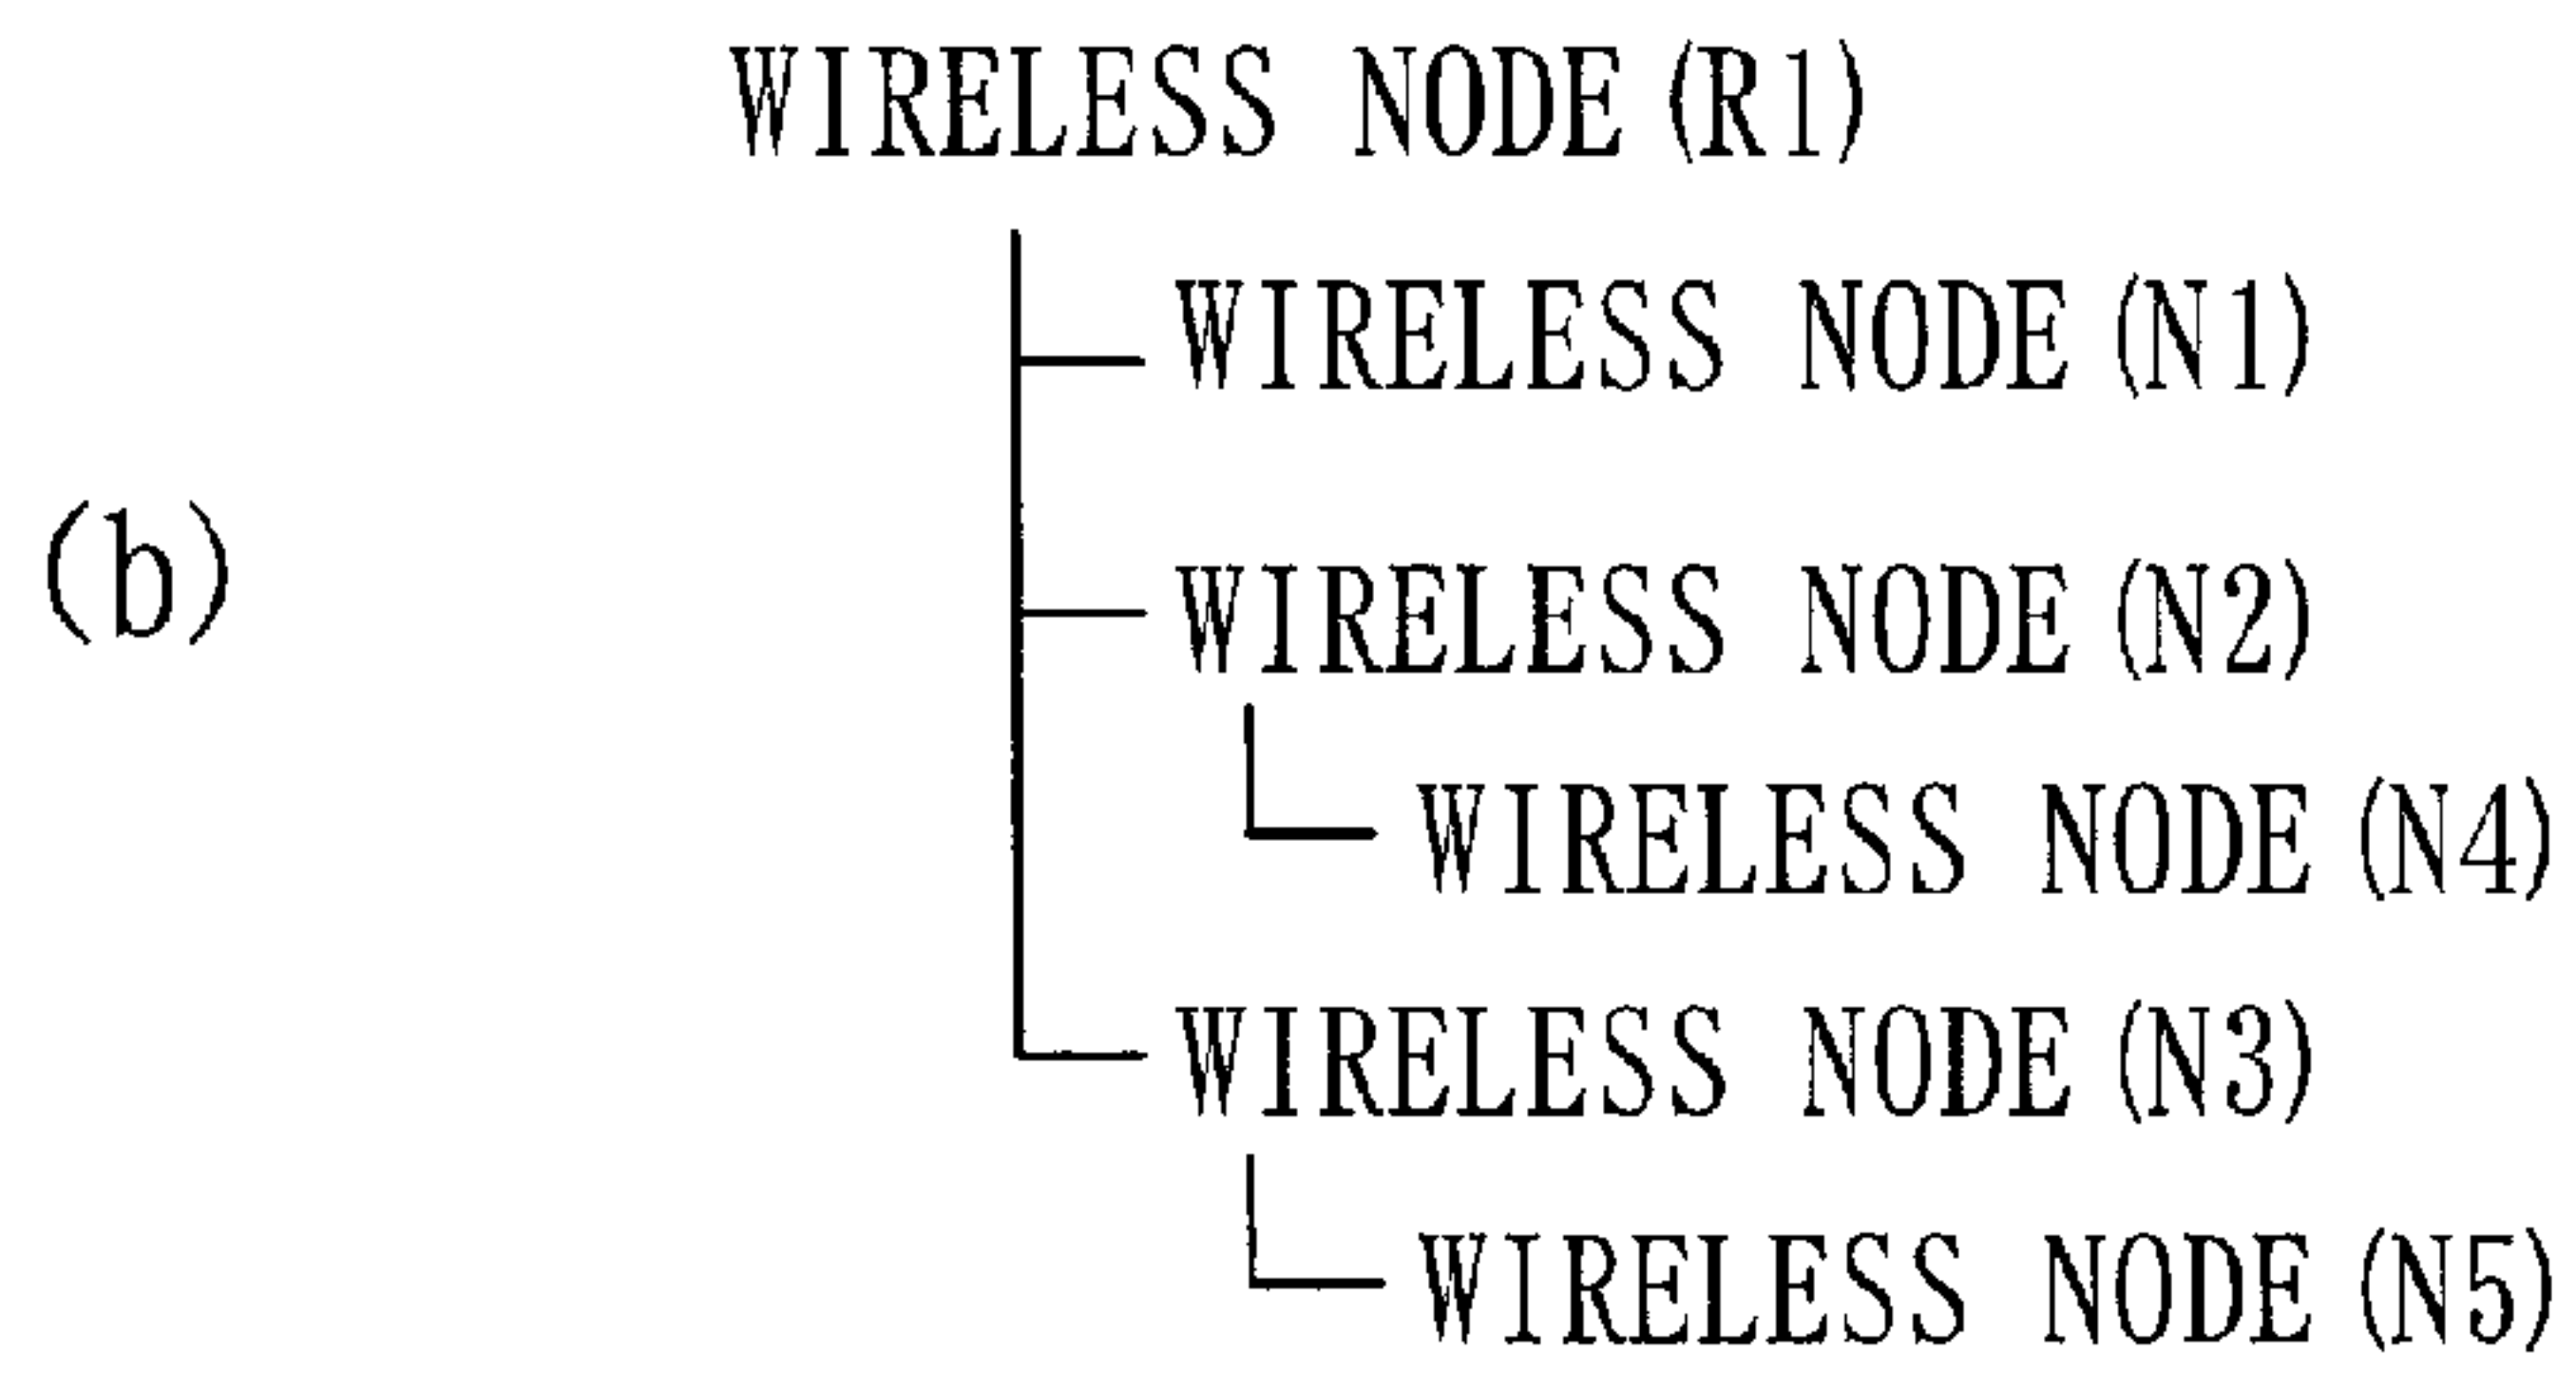 WIRELESS NODE (R1)
WIRELESS NODE (N1)
(b)
WIRELESS NODE (N2)
WIRELESS NODE (N4)
WIRELESS NODE (N3)
WIRELESS NODE (N5)